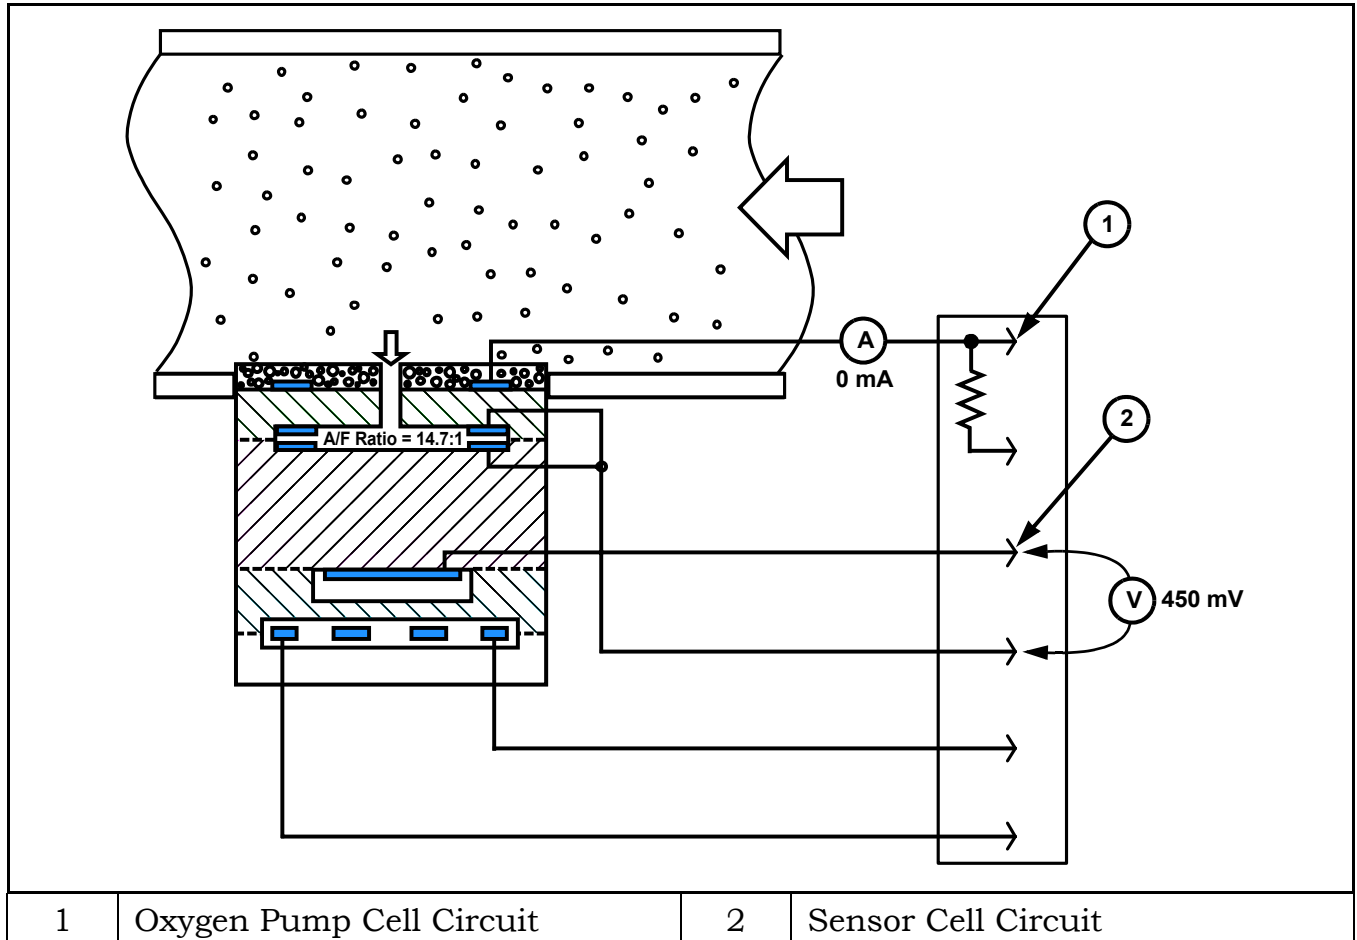 1
A
0 mA
2
A/F Ratio = 14.7:1
V 450 mV
1 Oxygen Pump Cell Circuit 2 Sensor Cell Circuit